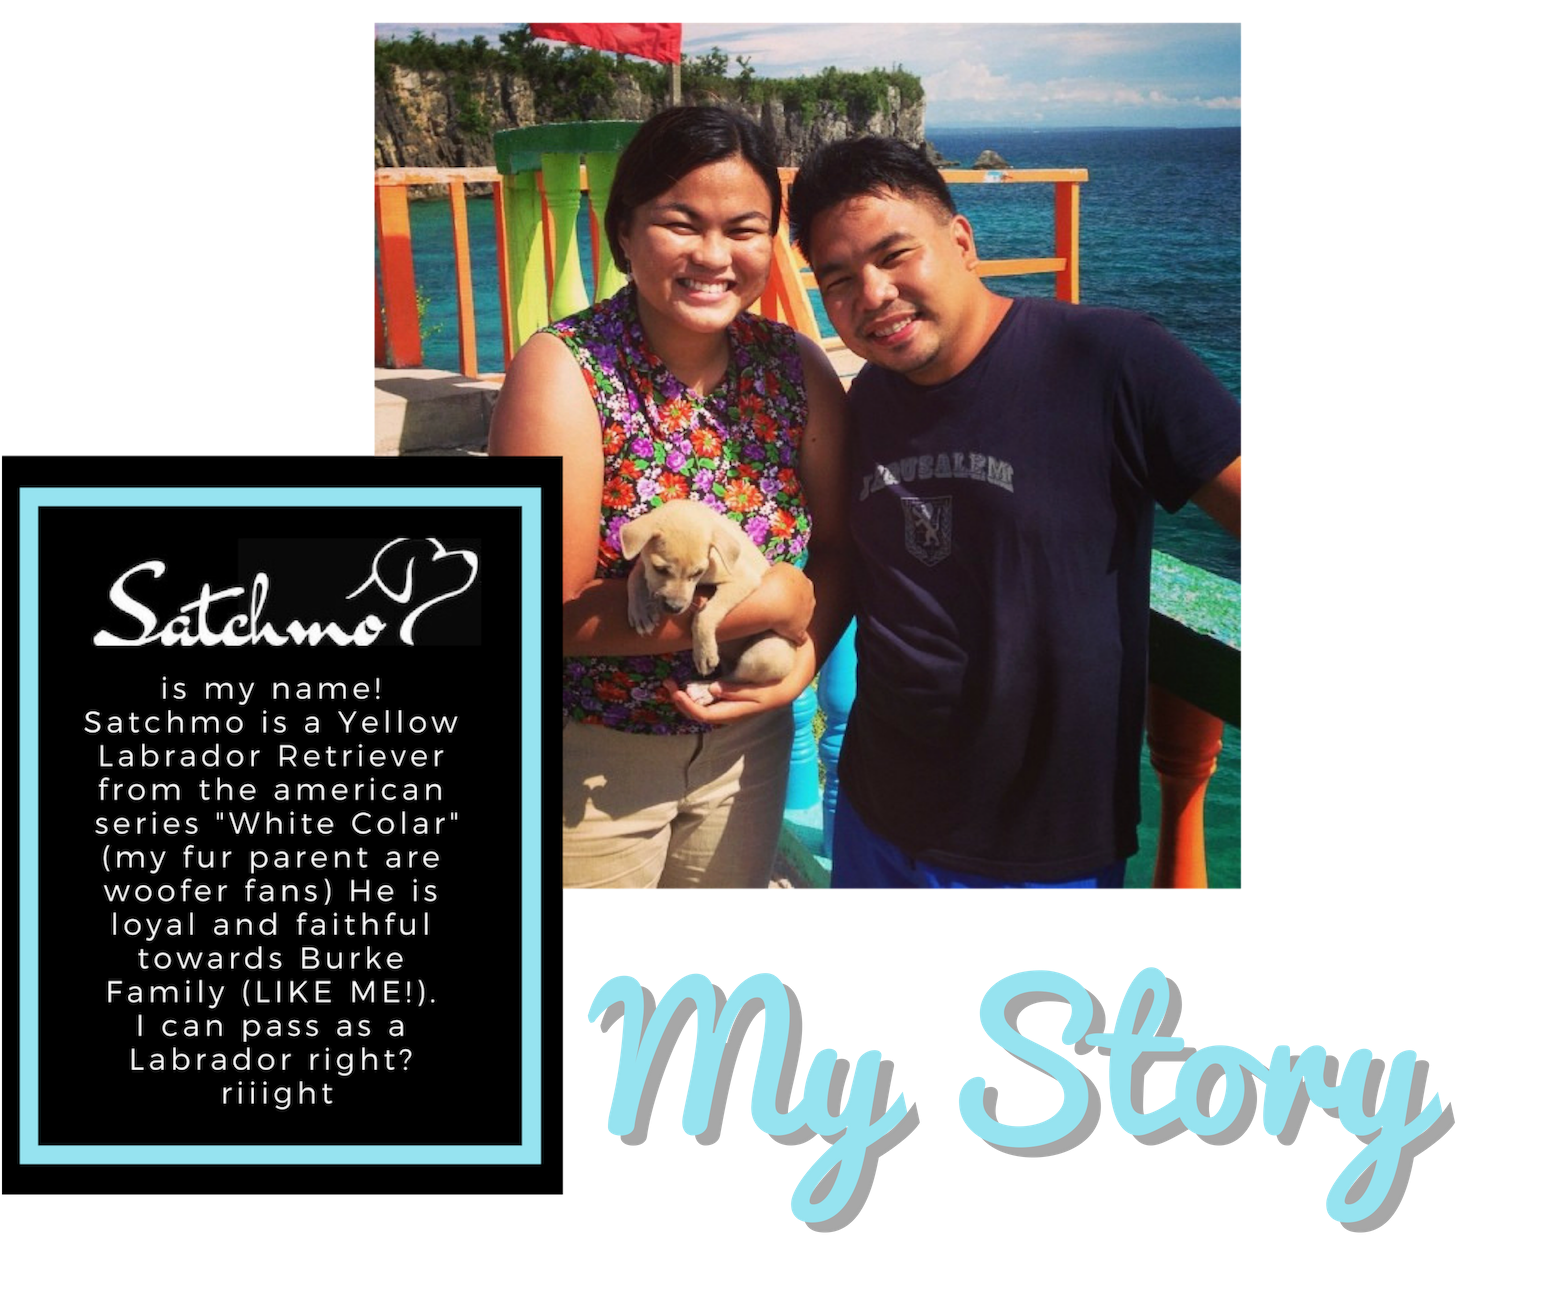 JERUSALEM
Satchmo
is my name!
Satchmo is a Yellow
Labrador Retriever
from the american
series "White Colar"
(my fur parent are
woofer fans) He is
loyal and faithful
towards Burke
Family (LIKE ME!).
I can pass as a
Labrador right?
riiight
My Story